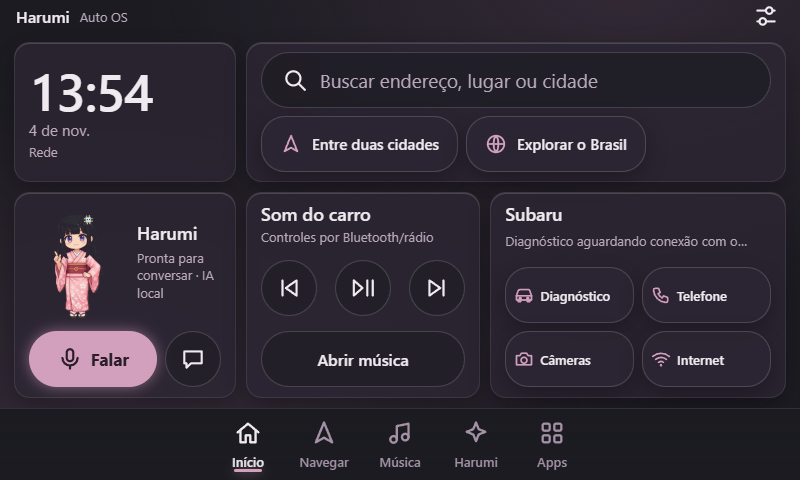 Harumi Auto OS
13:54
4 de nov.
Rede
Buscar endereço, lugar ou cidade
Entre duas cidades
Explorar o Brasil
Harumi
Pronta para
conversar · IA
local
Falar
Som do carro
Controles por Bluetooth/rádio
Abrir música
Subaru
Diagnóstico aguardando conexão com o...
Diagnóstico
Telefone
Câmeras
Internet
Início
Navegar
Música
Harumi
Apps